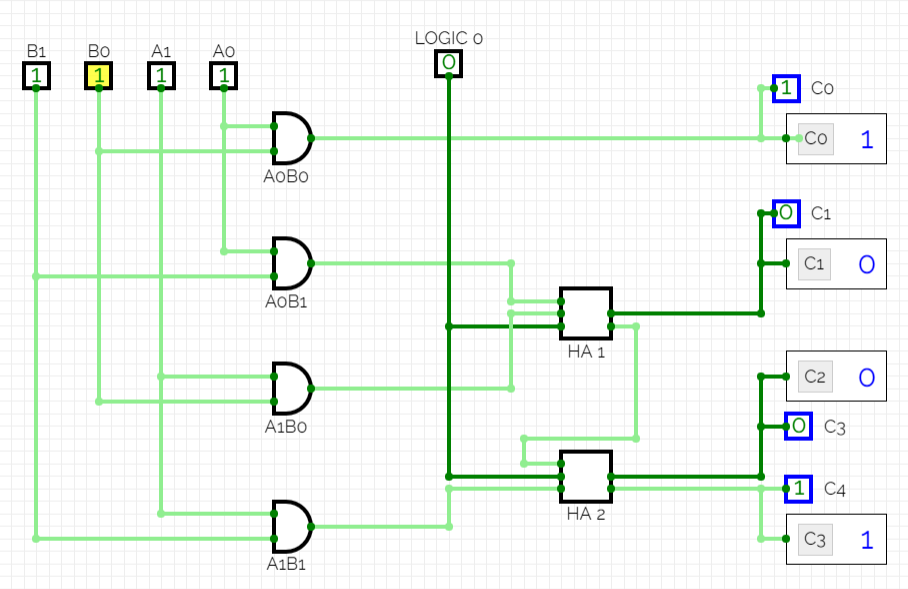 LOGIC 0
B1 B0 A1 A0
1 1 1 1 0
1 C0
C0 1
A0B0
0 C1
C1 0
A0B1
HA 1
C2 0
A1B0
0 C3
1 C4
HA 2
C3 1
A1B1